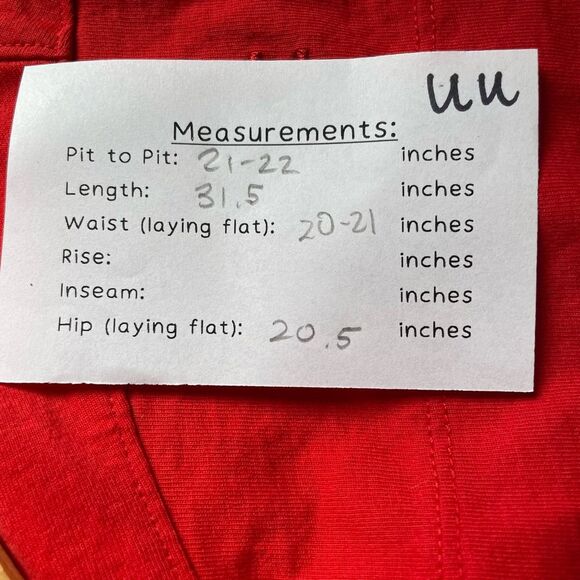 uu
Measurements:
Pit to Pit: 21-22 inches
Length: 31.5 inches
Waist (laying flat): 20-21 inches
Rise: inches
Inseam: inches
Hip (laying flat): 20.5 inches